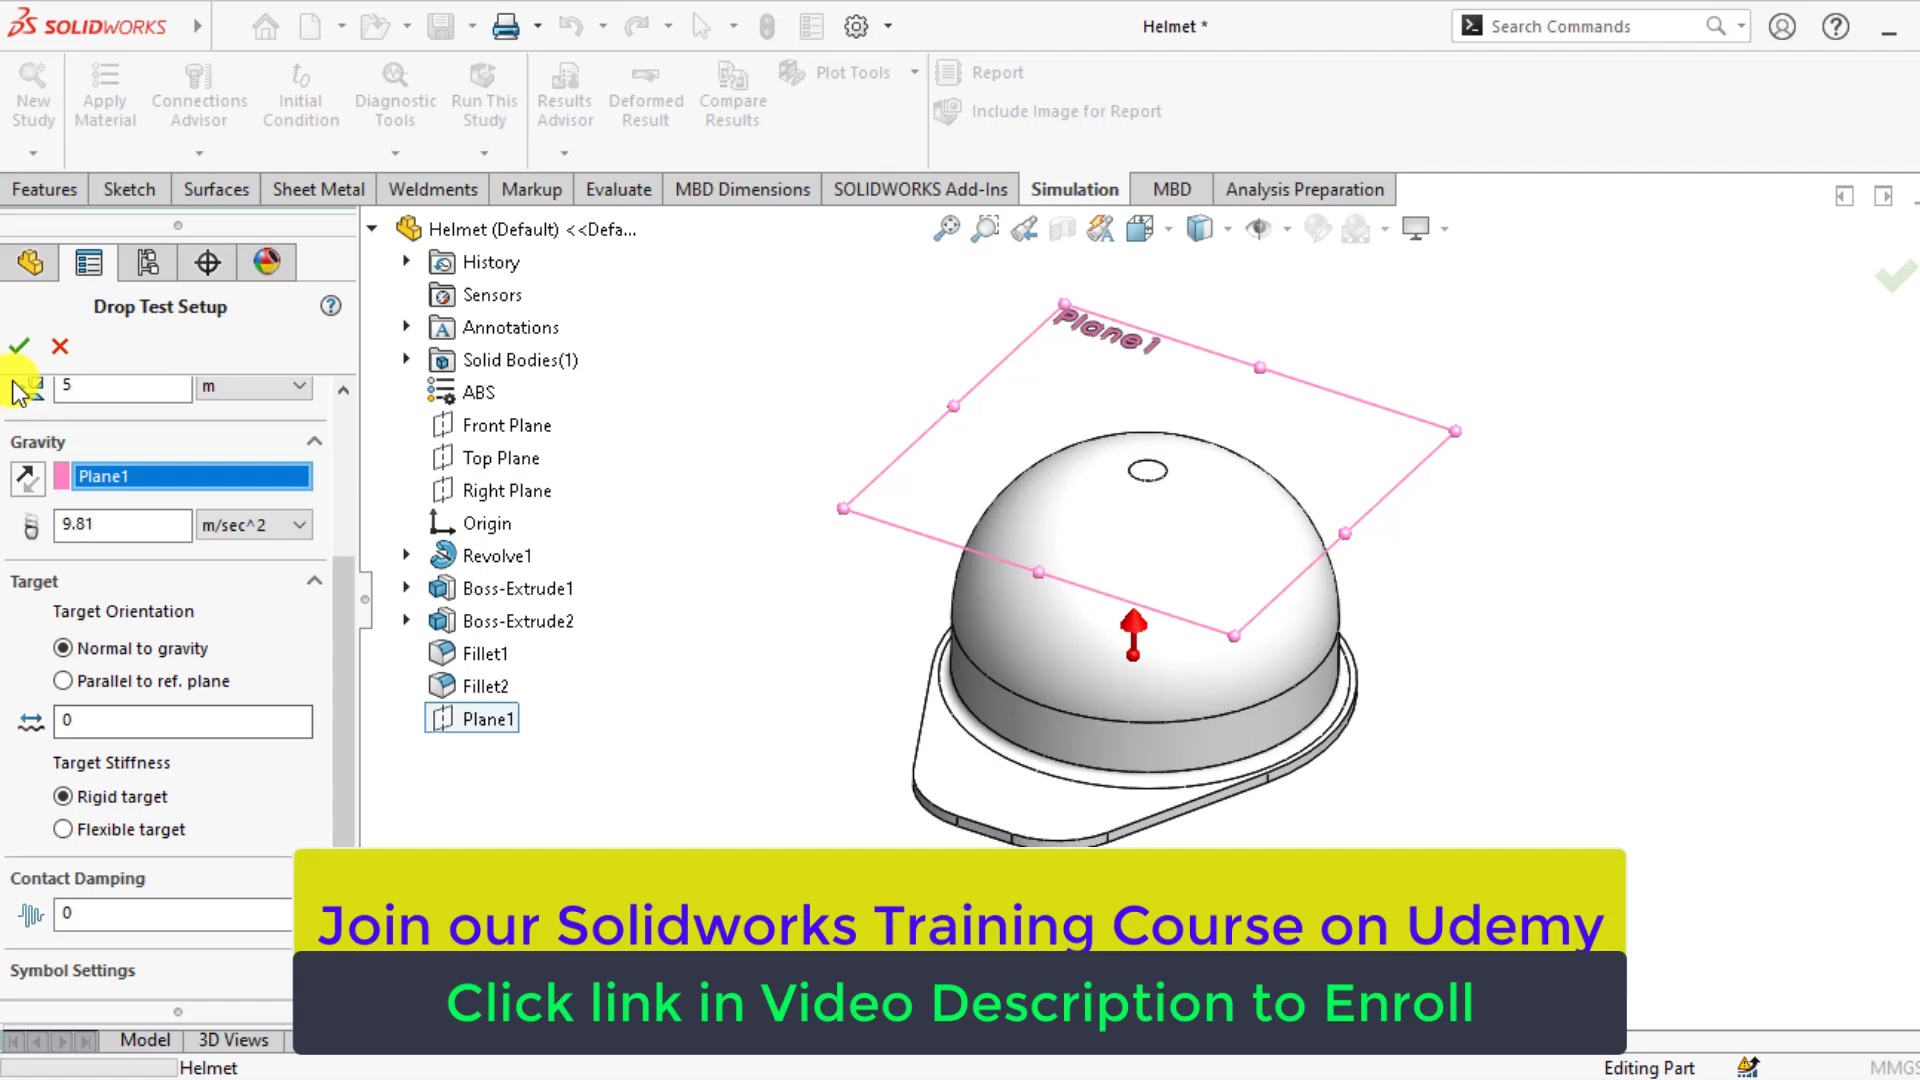 SOLIDWORKS
Helmet *
Search Commands
New Study
Apply Material
Connections Advisor
Initial Condition
Diagnostic Tools
Run This Study
Results Advisor
Deformed Result
Compare Results
Plot Tools
Report
Include Image for Report
Features
Sketch
Surfaces
Sheet Metal
Weldments
Markup
Evaluate
MBD Dimensions
SOLIDWORKS Add-Ins
Simulation
MBD
Analysis Preparation
Drop Test Setup
5
m
Gravity
Plane1
9.81
m/sec^2
Target
Target Orientation
Normal to gravity
Parallel to ref. plane
0
Target Stiffness
Rigid target
Flexible target
Contact Damping
0
Symbol Settings
Helmet (Default) <<Defa...
History
Sensors
Annotations
Solid Bodies(1)
ABS
Front Plane
Top Plane
Right Plane
Origin
Revolve1
Boss-Extrude1
Boss-Extrude2
Fillet1
Fillet2
Plane1
Plane1
Join our Solidworks Training Course on Udemy
Click link in Video Description to Enroll
Model
3D Views
Helmet
Editing Part
MMGS